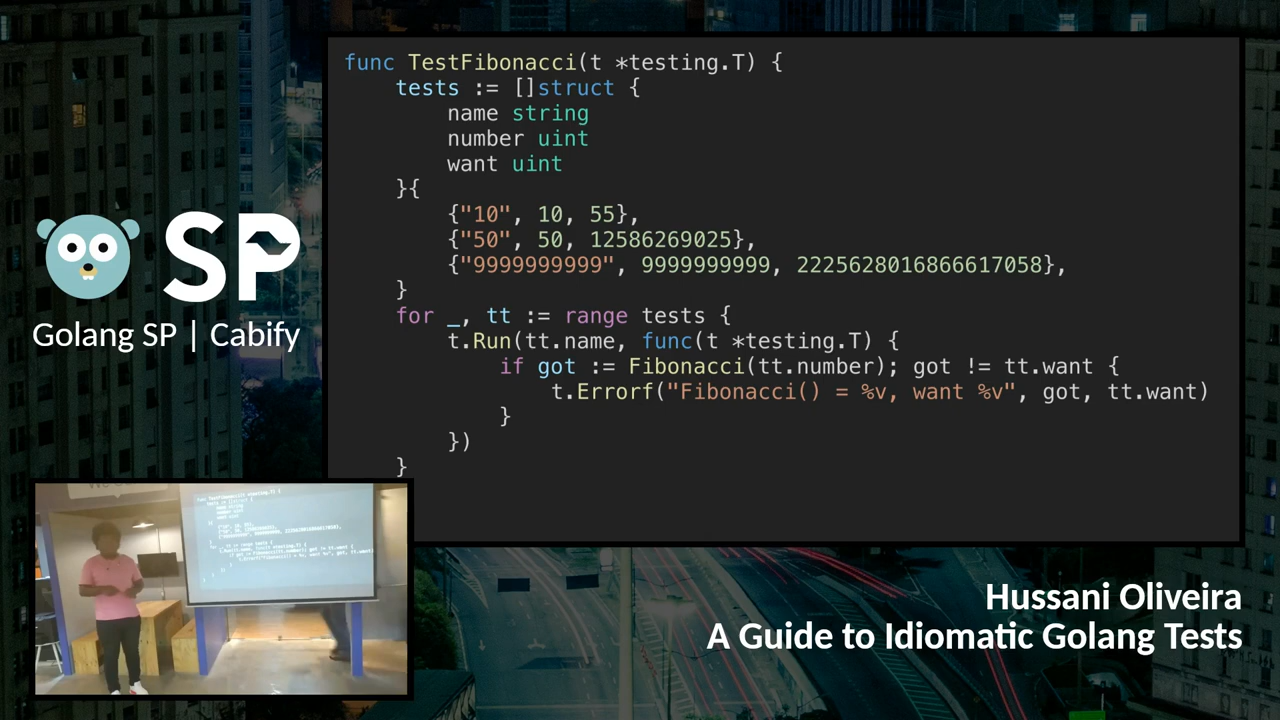 func TestFibonacci(t *testing.T) {
tests := []struct {
name string
number uint
want uint
}{
{"10", 10, 55},
{"50", 50, 12586269025},
{"9999999999", 9999999999, 2225628016866617058},
}
for _, tt := range tests {
t.Run(tt.name, func(t *testing.T) {
if got := Fibonacci(tt.number); got != tt.want {
t.Errorf("Fibonacci() = %v, want %v", got, tt.want)
}
})
}
SP
Golang SP | Cabify
Hussani Oliveira
A Guide to Idiomatic Golang Tests